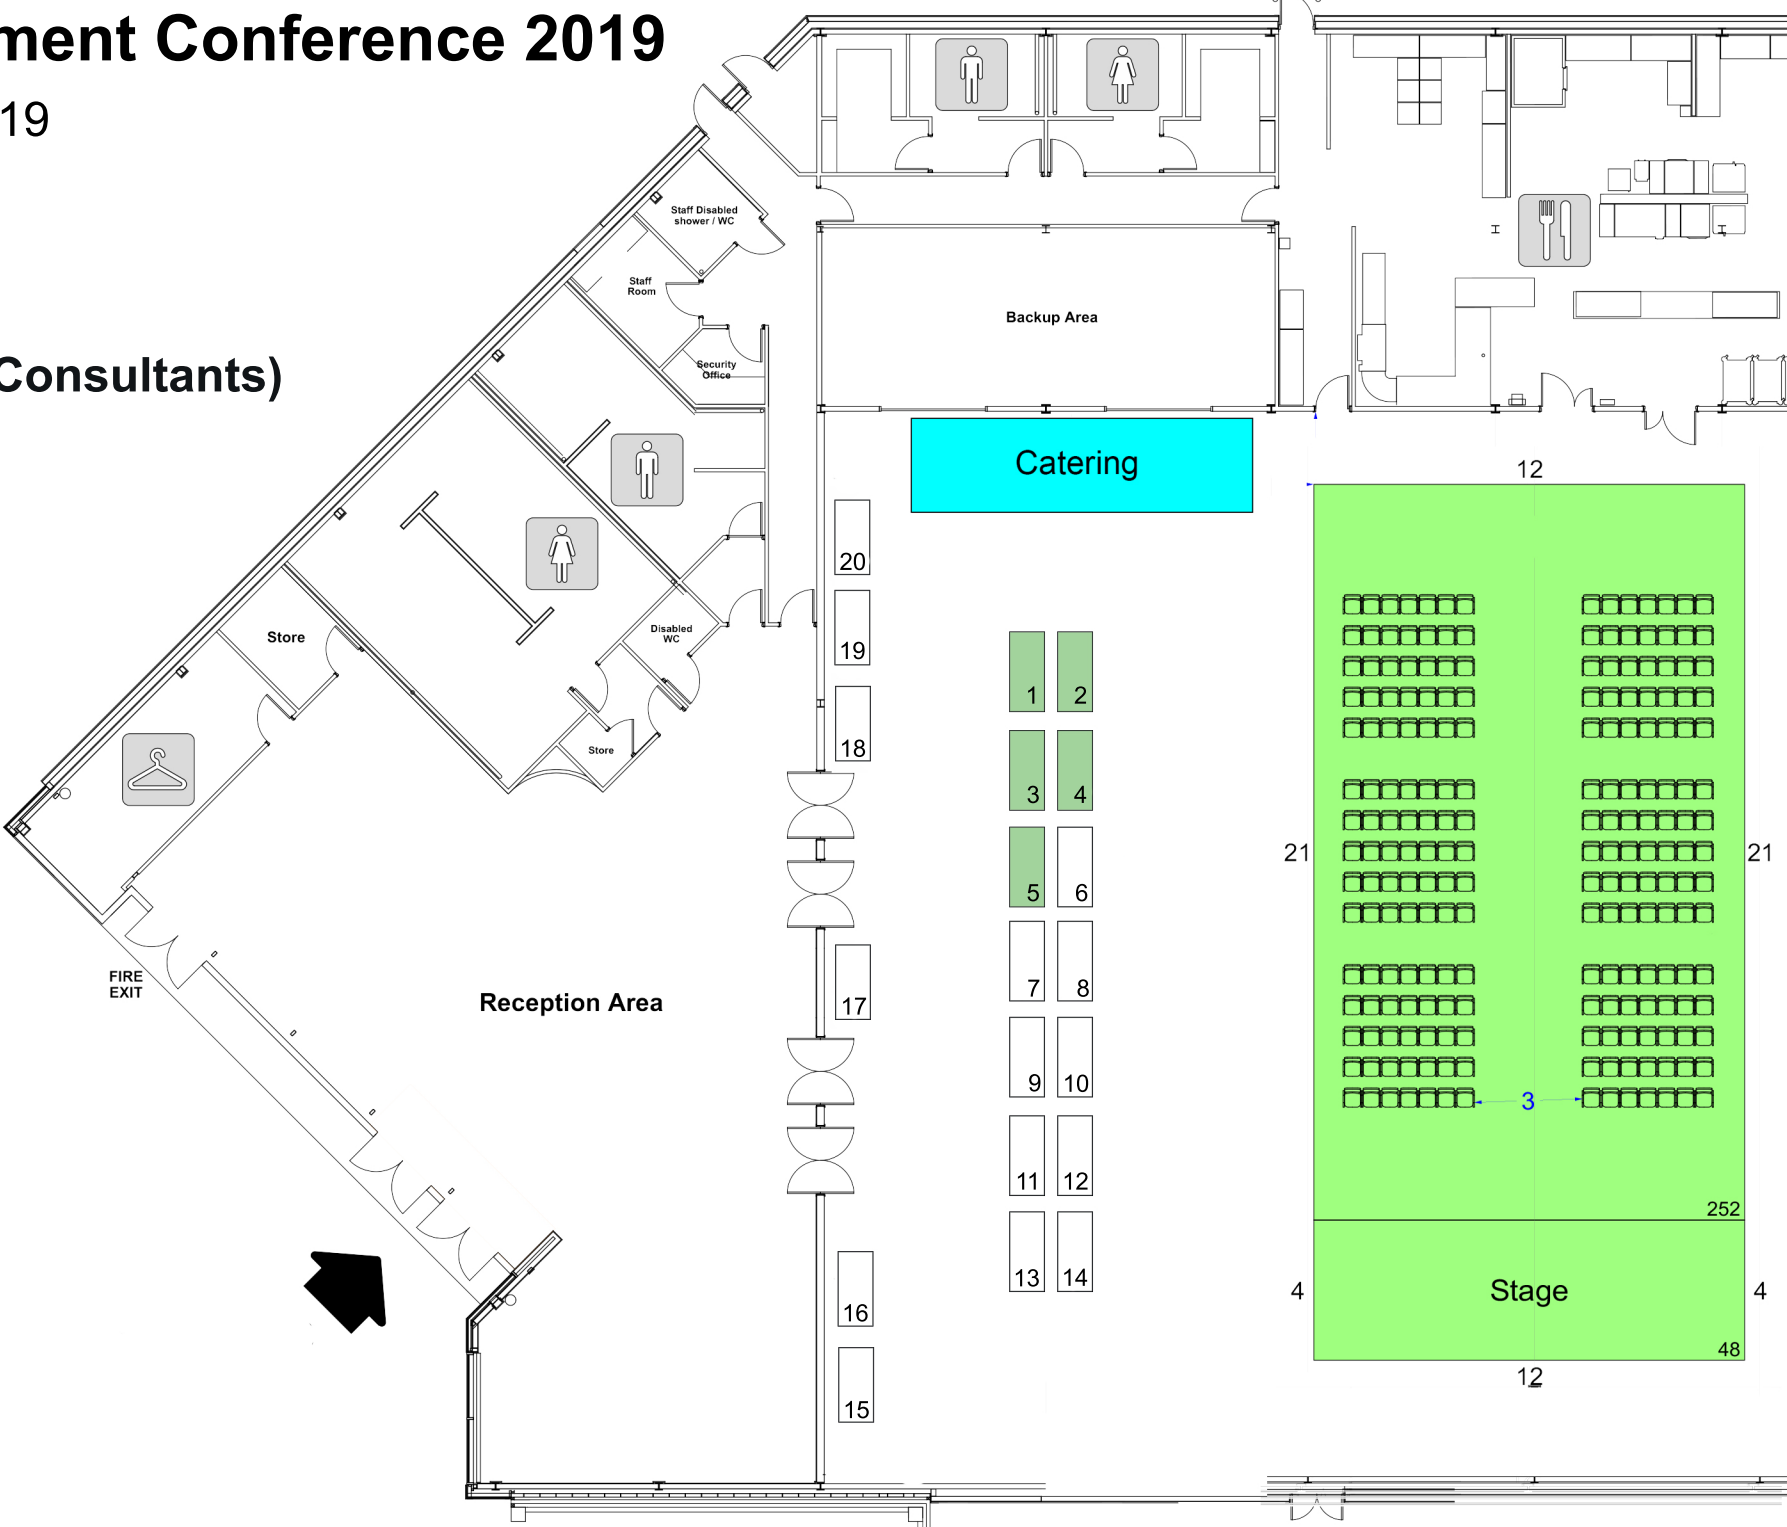 ment Conference 2019
19
Consultants)
Staff Disabled
shower / WC
Staff
Room
Security
Office
Backup Area
Catering
12
20
19
18
Store
Disabled
WC
Store
1
2
3
4
5
6
7
8
9
10
11
12
13
14
17
16
15
21
21
FIRE
EXIT
Reception Area
3
252
4
Stage
4
48
12